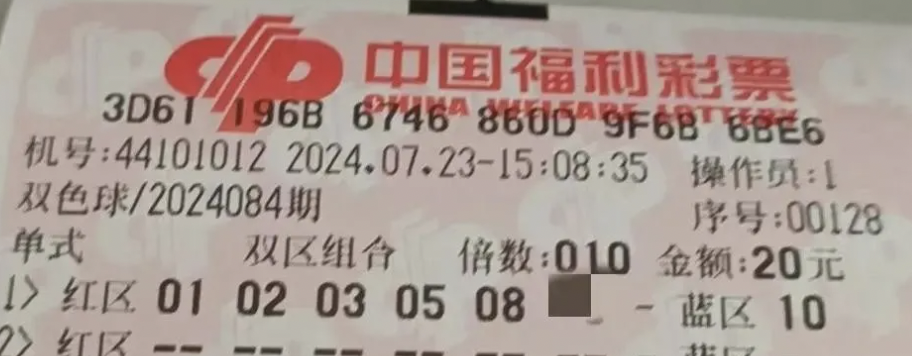 中国福利彩票
CHINA WELFARE LOTTERY
3D61 196B 6746 860D 9F6B 6BE6
机号:44101012 2024.07.23-15:08:35 操作员:1
双色球/2024084期 序号:00128
单式 双区组合 倍数:010 金额:20元
1> 红区 01 02 03 05 08 - 蓝区 10
2> 红区 -- -- -- -- -- 蓝区